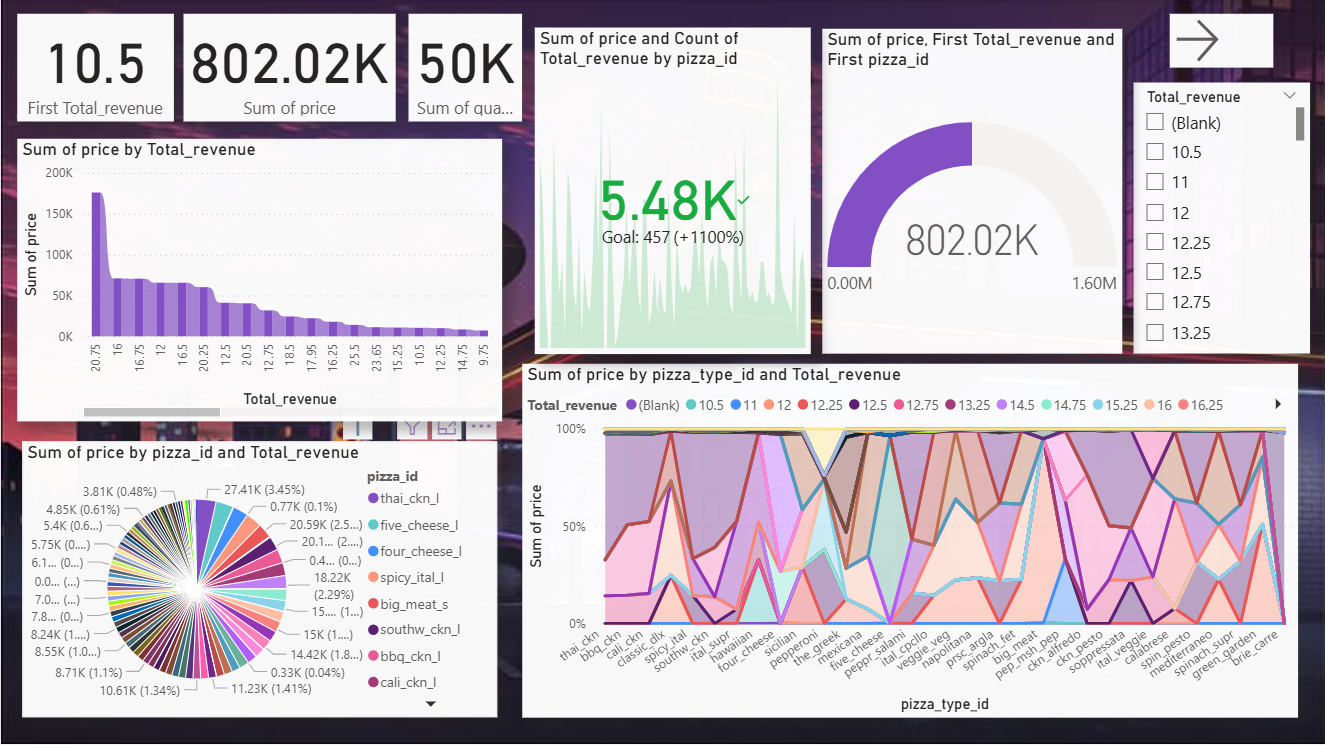 10.5
First Total_revenue
802.02K
Sum of price
50K
Sum of qua...
Sum of price and Count of
Total_revenue by pizza_id
5.48K
Goal: 457 (+1100%)
Sum of price, First Total_revenue and
First pizza_id
802.02K
0.00M
1.60M
Total_revenue
(Blank)
10.5
11
12
12.25
12.5
12.75
13.25
Sum of price by Total_revenue
Sum of price
200K
150K
100K
50K
0K
20.75
16
16.75
12
16.5
20.25
12.5
20.5
12.75
18.5
17.95
16.25
25.5
23.65
15.25
10.5
12.25
14.75
9.75
Total_revenue
Sum of price by pizza_id and Total_revenue
3.81K (0.48%)
4.85K (0.61%)
5.4K (0.6...)
5.75K (0....)
6.1... (...)
0.0... (...)
7.0... (...)
7.8... (...)
8.24K (1....)
8.55K (1.0...)
8.71K (1.1%)
10.61K (1.34%)
27.41K (3.45%)
0.77K (0.1%)
20.59K (2.5...)
20.1... (2....)
0.4... (...)
18.22K
(2.29%)
15.... (1...)
15K (1....)
14.42K (1.8...)
0.33K (0.04%)
11.23K (1.41%)
pizza_id
thai_ckn_l
five_cheese_l
four_cheese_l
spicy_ital_l
big_meat_s
southw_ckn_l
bbq_ckn_l
cali_ckn_l
Sum of price by pizza_type_id and Total_revenue
Total_revenue (Blank) 10.5 11 12 12.25 12.5 12.75 13.25 14.5 14.75 15.25 16 16.25
Sum of price
100%
50%
0%
thai_ckn
bbq_ckn
cali_ckn
classic_dlx
spicy_ital
southw_ckn
ital_supr
hawaiian
four_cheese
sicilian
pepperoni
the_greek
mexicana
five_cheese
peppr_salami
ital_cpcllo
veggie_veg
napolitana
prsc_argla
spinach_fet
big_meat
pep_msh_pep
ckn_alfredo
ckn_pesto
soppressata
ital_veggie
calabrese
spin_pesto
mediterraneo
spinach_supr
green_garden
brie_carre
pizza_type_id